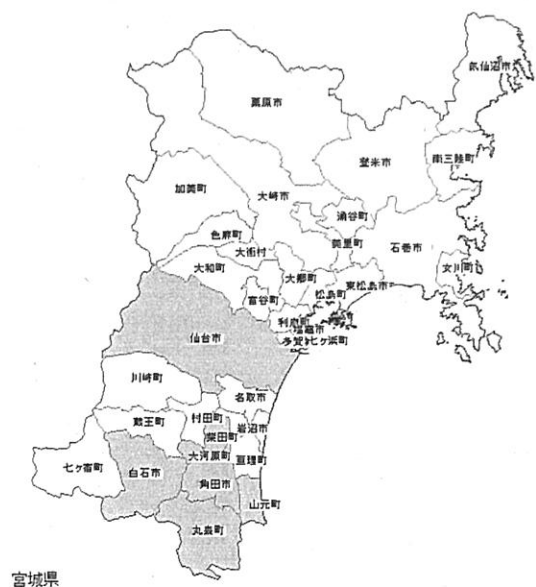 気仙沼市
栗原市
登米市
南三陸町
加美町
大崎市
涌谷町
色麻町
美里町
石巻市
大衡村
女川町
大和町
大郷町
松島町
東松島市
富谷町
利府町
塩竈市
仙台市
多賀
七ヶ浜町
川崎町
名取市
村田町
蔵王町
柴田町
岩沼市
大河原町
亘理町
七ヶ宿町
白石市
角田市
山元町
丸森町
宮城県